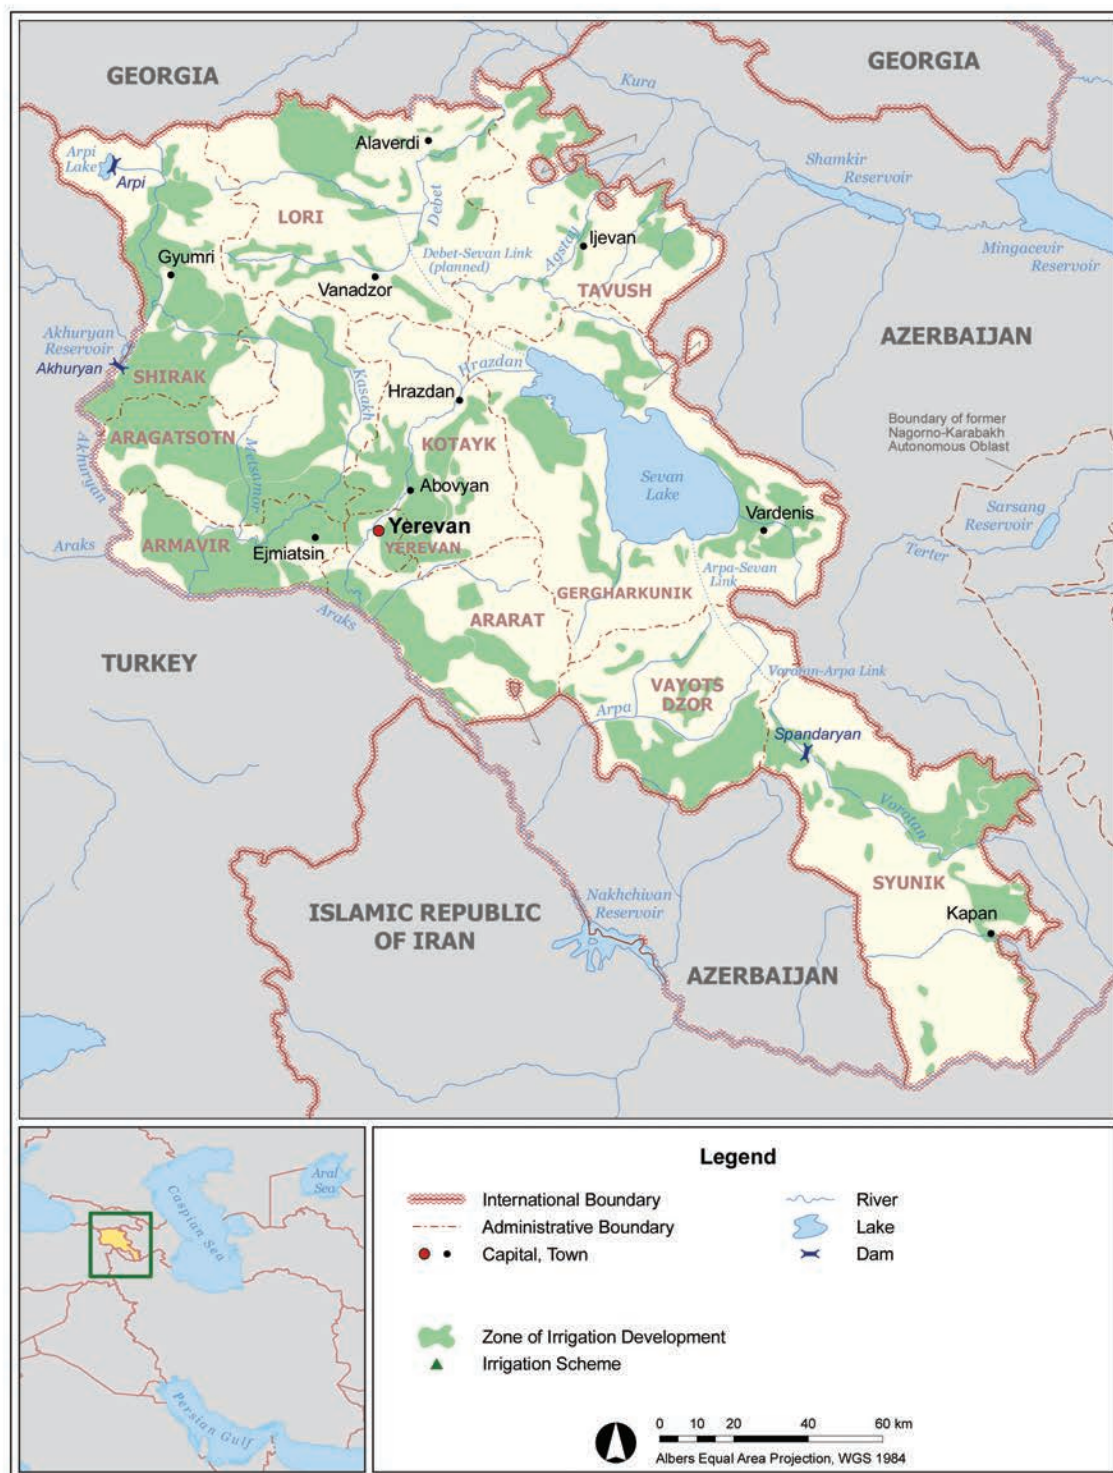 GEORGIA
GEORGIA
Kura
Alaverdi
Arpi
Lake
Arpi
Shamkir
Reservoir
Debet
LORI
Ijevan
Aqstay
Mingacevir
Reservoir
Gyumri
Debet-Sevan Link
(planned)
Vanadzor
TAVUSH
Akhuryan
Reservoir
Akhuryan
AZERBAIJAN
SHIRAK
Kasakh
Hrazdan
Hrazdan
ARAGATSOTN
KOTAYK
Boundary of former
Nagorno-Karabakh
Autonomous Oblast
Akhuryan
Metsamor
Sevan
Lake
Abovyan
Vardenis
Sarsang
Reservoir
Yerevan
YEREVAN
ARMAVIR
Ejmiatsin
Araks
Terter
Arpa-Sevan
Link
GERGHARKUNIK
Araks
ARARAT
TURKEY
Vorotan-Arpa Link
VAYOTS
DZOR
Arpa
Spandaryan
Vorotan
SYUNIK
Nakhchivan
Reservoir
ISLAMIC REPUBLIC
OF IRAN
Kapan
AZERBAIJAN
Aral
Sea
Caspian Sea
Persian Gulf
Legend
International Boundary
Administrative Boundary
Capital, Town
River
Lake
Dam
Zone of Irrigation Development
Irrigation Scheme
0 10 20 40 60 km
Albers Equal Area Projection, WGS 1984